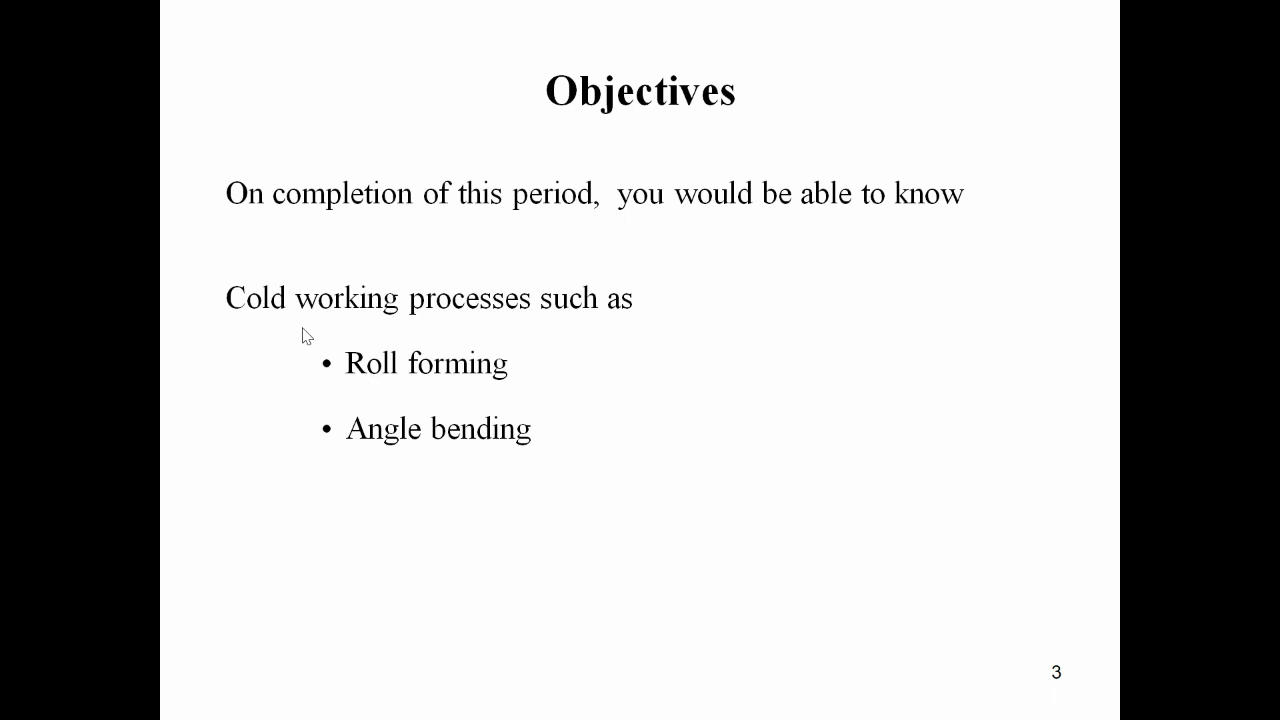 Objectives
On completion of this period,  you would be able to know
Cold working processes such as
• Roll forming
• Angle bending
3